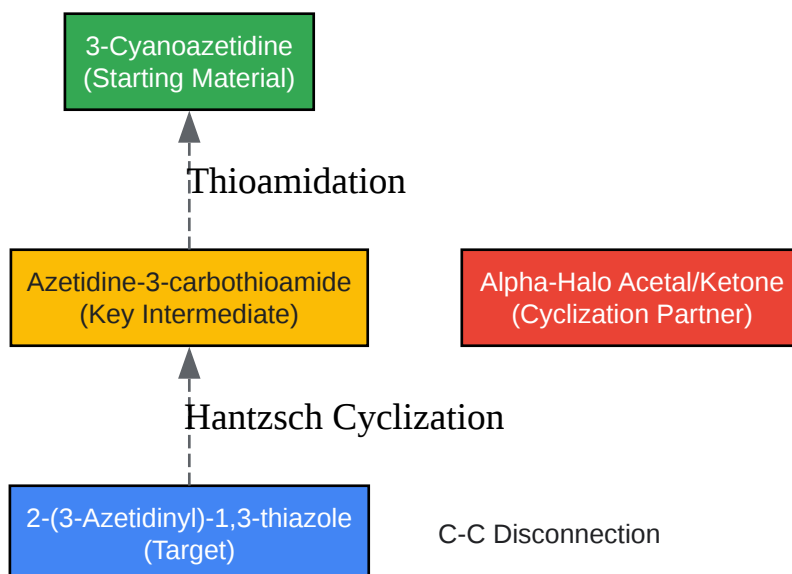 3-Cyanoazetidine
(Starting Material)
Thioamidation
Azetidine-3-carbothioamide
(Key Intermediate)
Alpha-Halo Acetal/Ketone
(Cyclization Partner)
Hantzsch Cyclization
2-(3-Azetidinyl)-1,3-thiazole
(Target)
C-C Disconnection